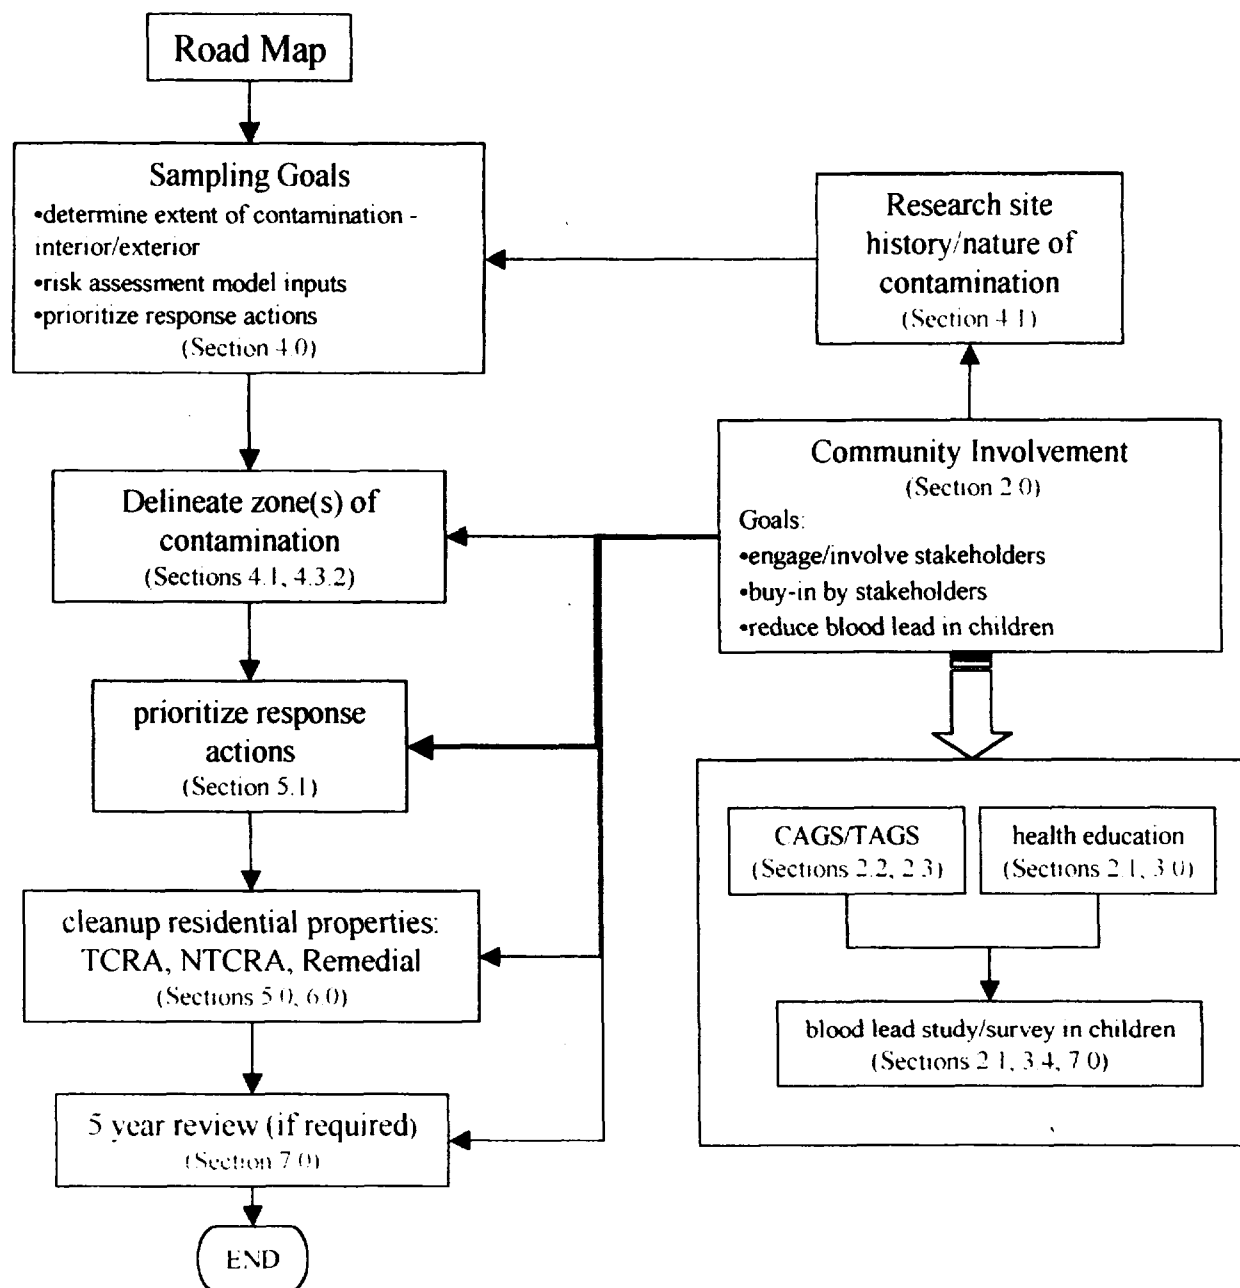 Road Map
Sampling Goals
•determine extent of contamination -
interior/exterior
•risk assessment model inputs
•prioritize response actions
(Section 4.0)
Research site
history/nature of
contamination
(Section 4.1)
Community Involvement
(Section 2.0)
Goals:
•engage/involve stakeholders
•buy-in by stakeholders
•reduce blood lead in children
Delineate zone(s) of
contamination
(Sections 4.1, 4.3.2)
prioritize response
actions
(Section 5.1)
CAGS/TAGS
(Sections 2.2, 2.3)
health education
(Sections 2.1, 3.0)
cleanup residential properties:
TCRA, NTCRA, Remedial
(Sections 5.0, 6.0)
blood lead study/survey in children
(Sections 2.1, 3.4, 7.0)
5 year review (if required)
(Section 7.0)
END